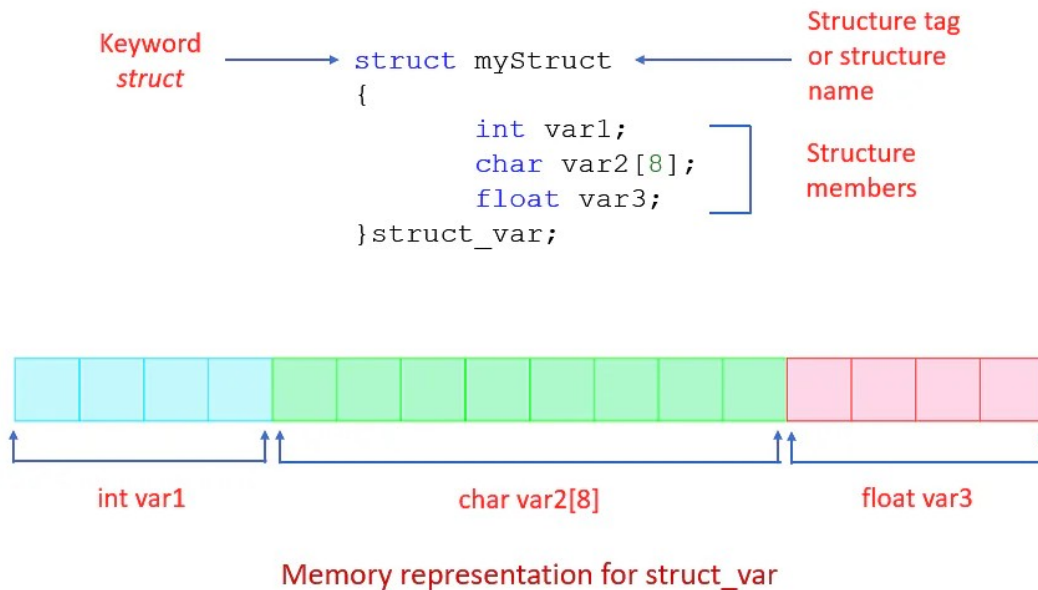 Keyword
struct
struct myStruct
Structure tag
or structure
name
{
int var1;
char var2[8];
float var3;
Structure
members
}struct_var;
int var1
char var2[8]
float var3
Memory representation for struct_var